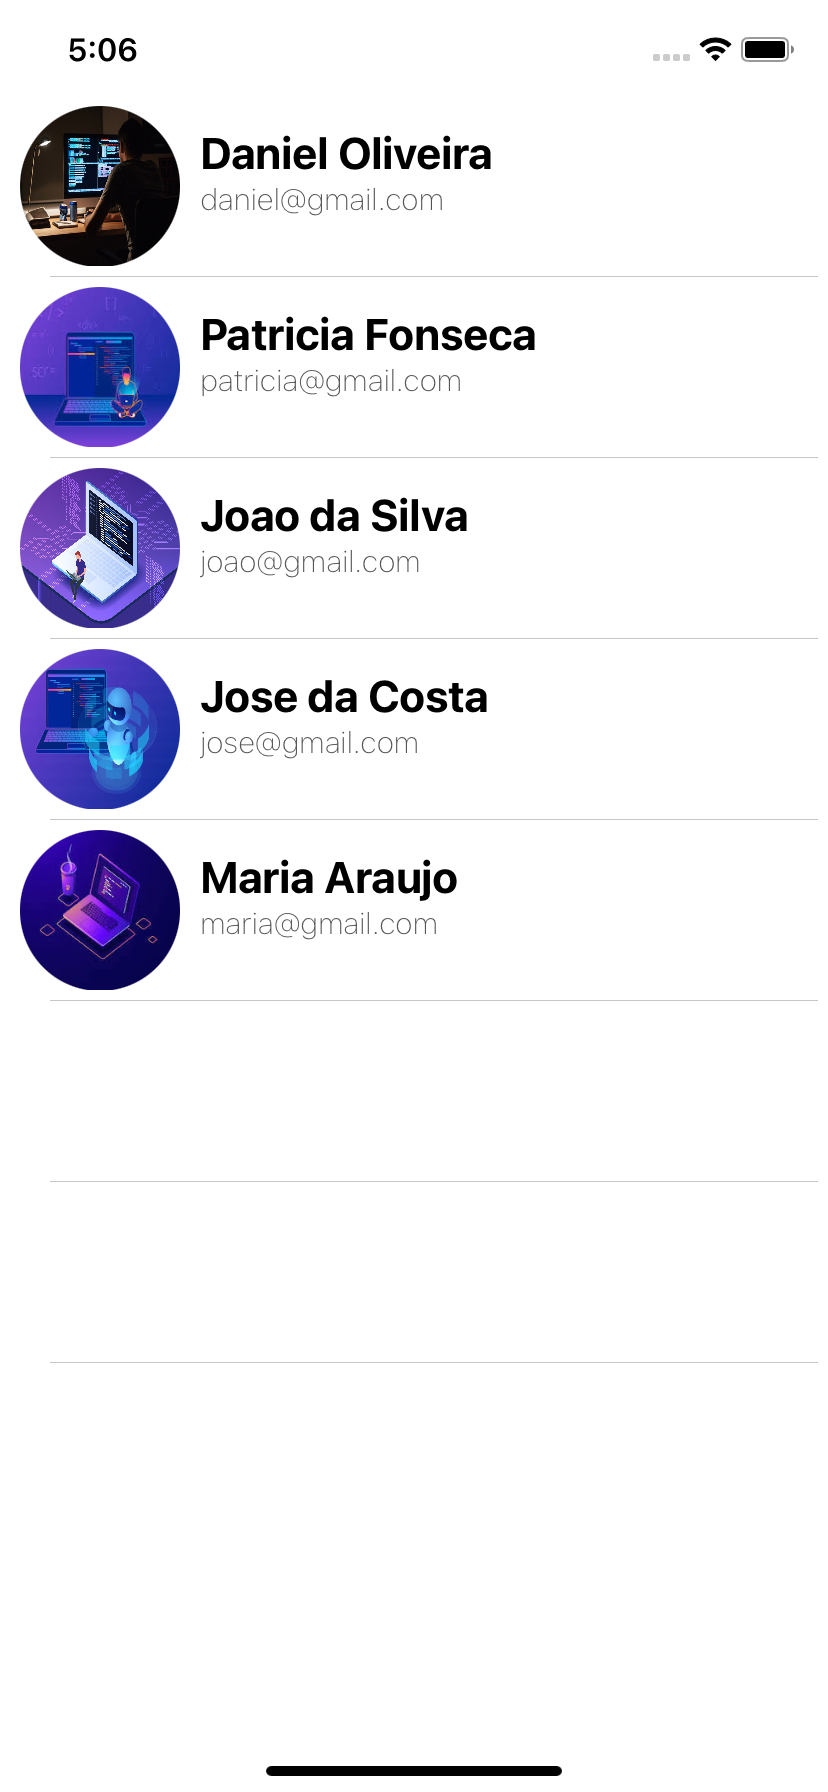 5:06
Daniel Oliveira
daniel@gmail.com
Patricia Fonseca
patricia@gmail.com
Joao da Silva
joao@gmail.com
Jose da Costa
jose@gmail.com
Maria Araujo
maria@gmail.com